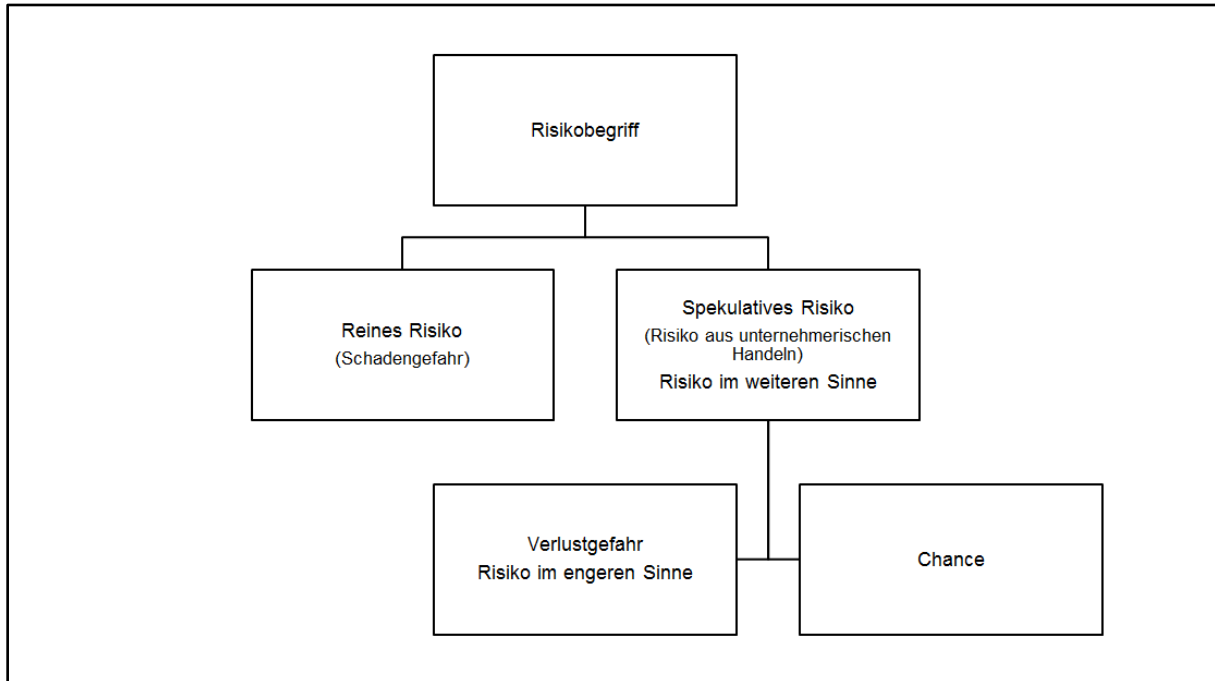 Risikobegriff
Reines Risiko
(Schadengefahr)
Spekulatives Risiko
(Risiko aus unternehmerischen
Handeln)
Risiko im weiteren Sinne
Verlustgefahr
Risiko im engeren Sinne
Chance